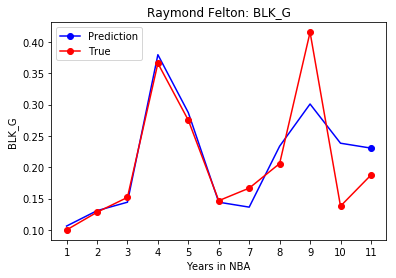 Raymond Felton: BLK_G
Prediction
True
BLK_G
0.40
0.35
0.30
0.25
0.20
0.15
0.10
1 2 3 4 5 6 7 8 9 10 11
Years in NBA